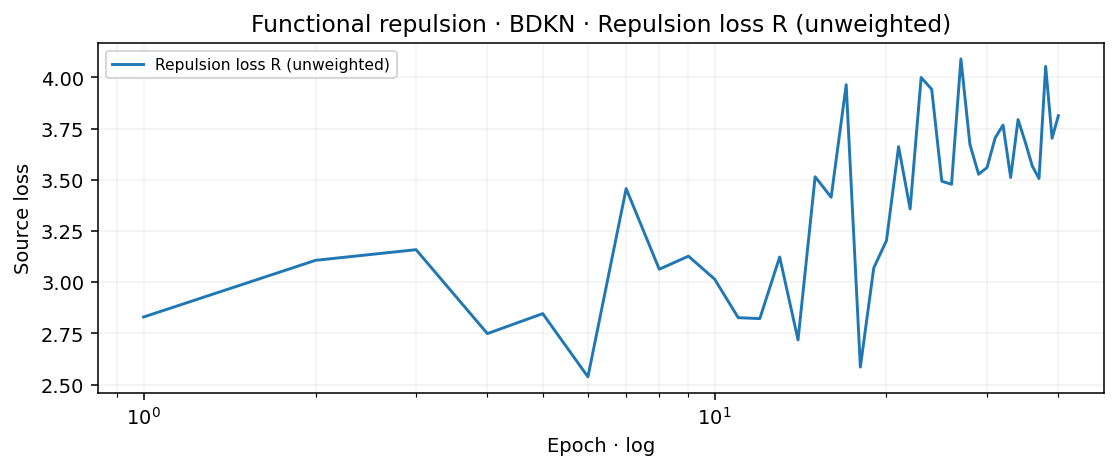 Functional repulsion · BDKN · Repulsion loss R (unweighted)
Repulsion loss R (unweighted)
Source loss
4.00
3.75
3.50
3.25
3.00
2.75
2.50
10⁰
10¹
Epoch · log